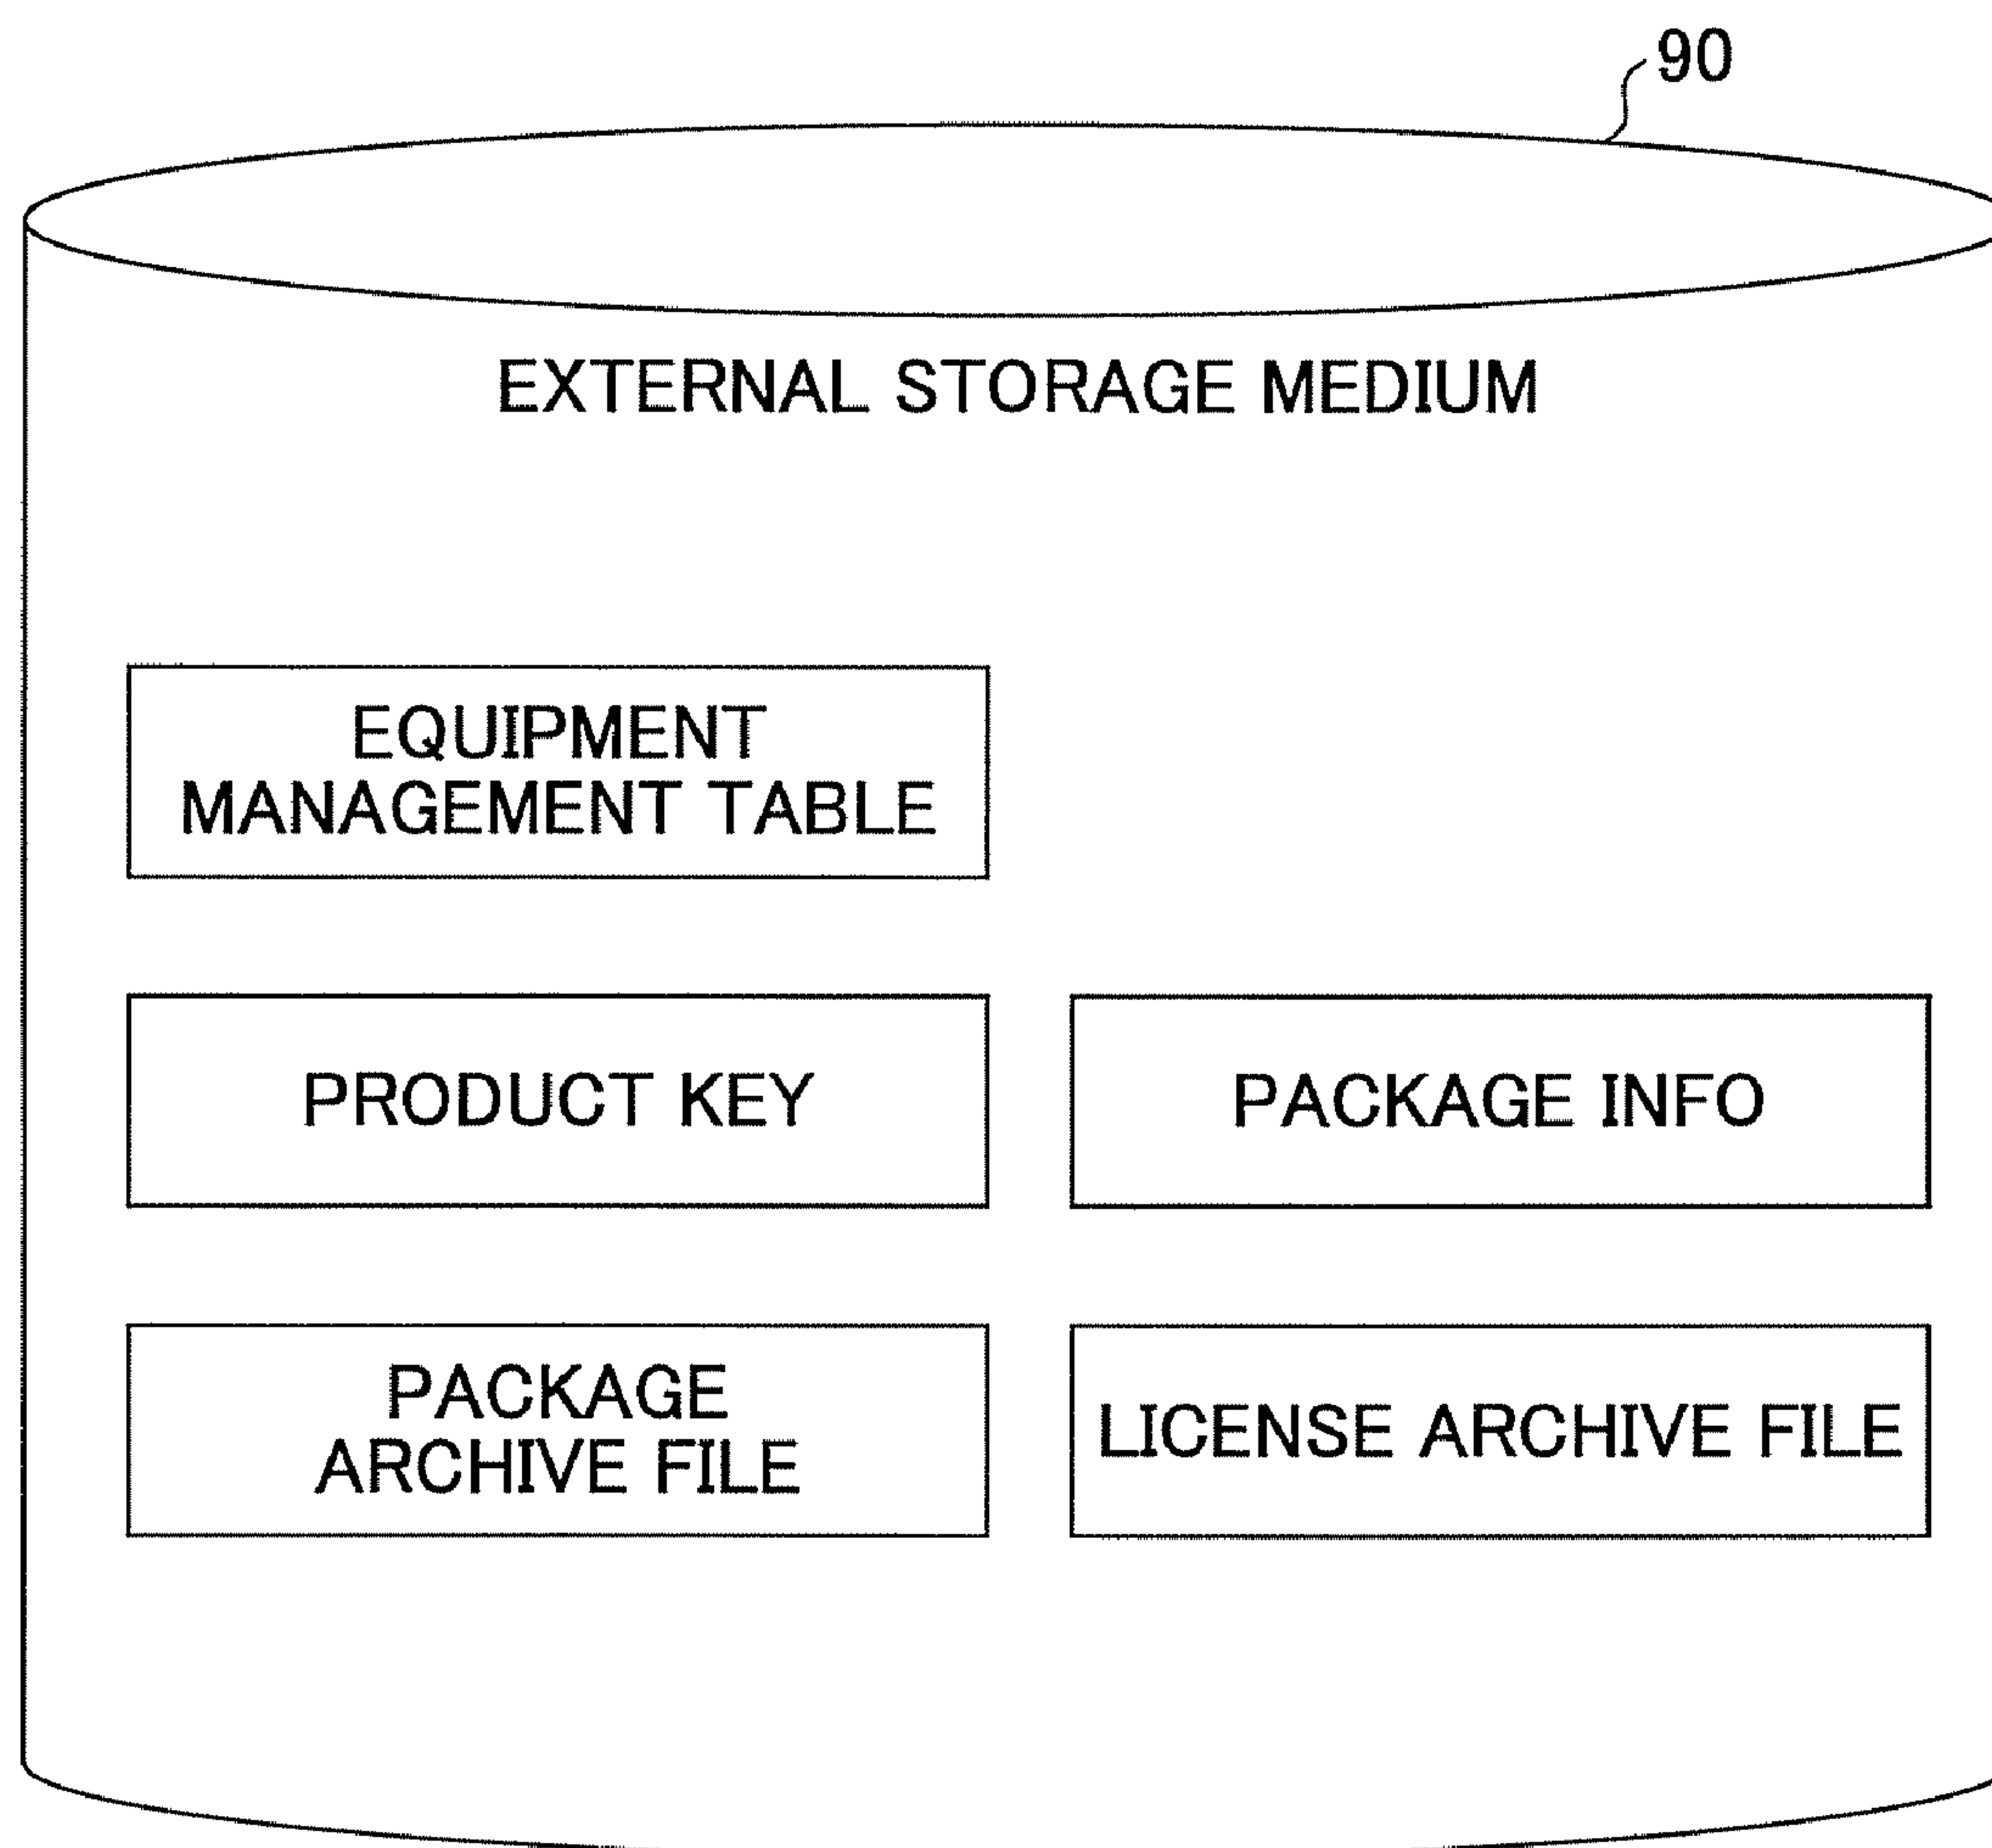 90
EXTERNAL STORAGE MEDIUM
EQUIPMENT
MANAGEMENT TABLE
PRODUCT KEY
PACKAGE INFO
PACKAGE
ARCHIVE FILE
LICENSE ARCHIVE FILE